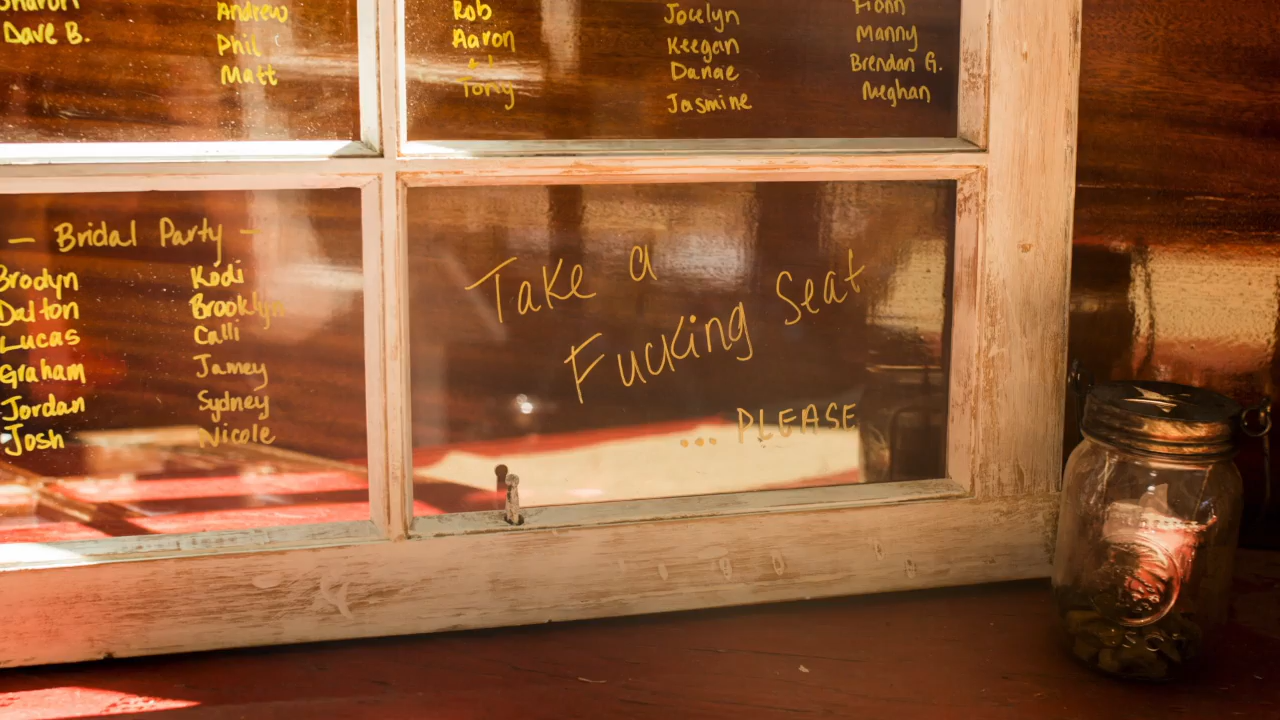 Sharon
Dave B.
Andrew
Phil
Matt
Rob
Aaron
Tony
Jocelyn
Keegan
Danae
Jasmine
Fionn
Manny
Brendan G.
Meghan
— Bridal Party —
Brodyn
Dalton
Lucas
Graham
Jordan
Josh
Kodi
Brooklyn
Calli
Jamey
Sydney
Nicole
Take a
Fucking Seat
... PLEASE